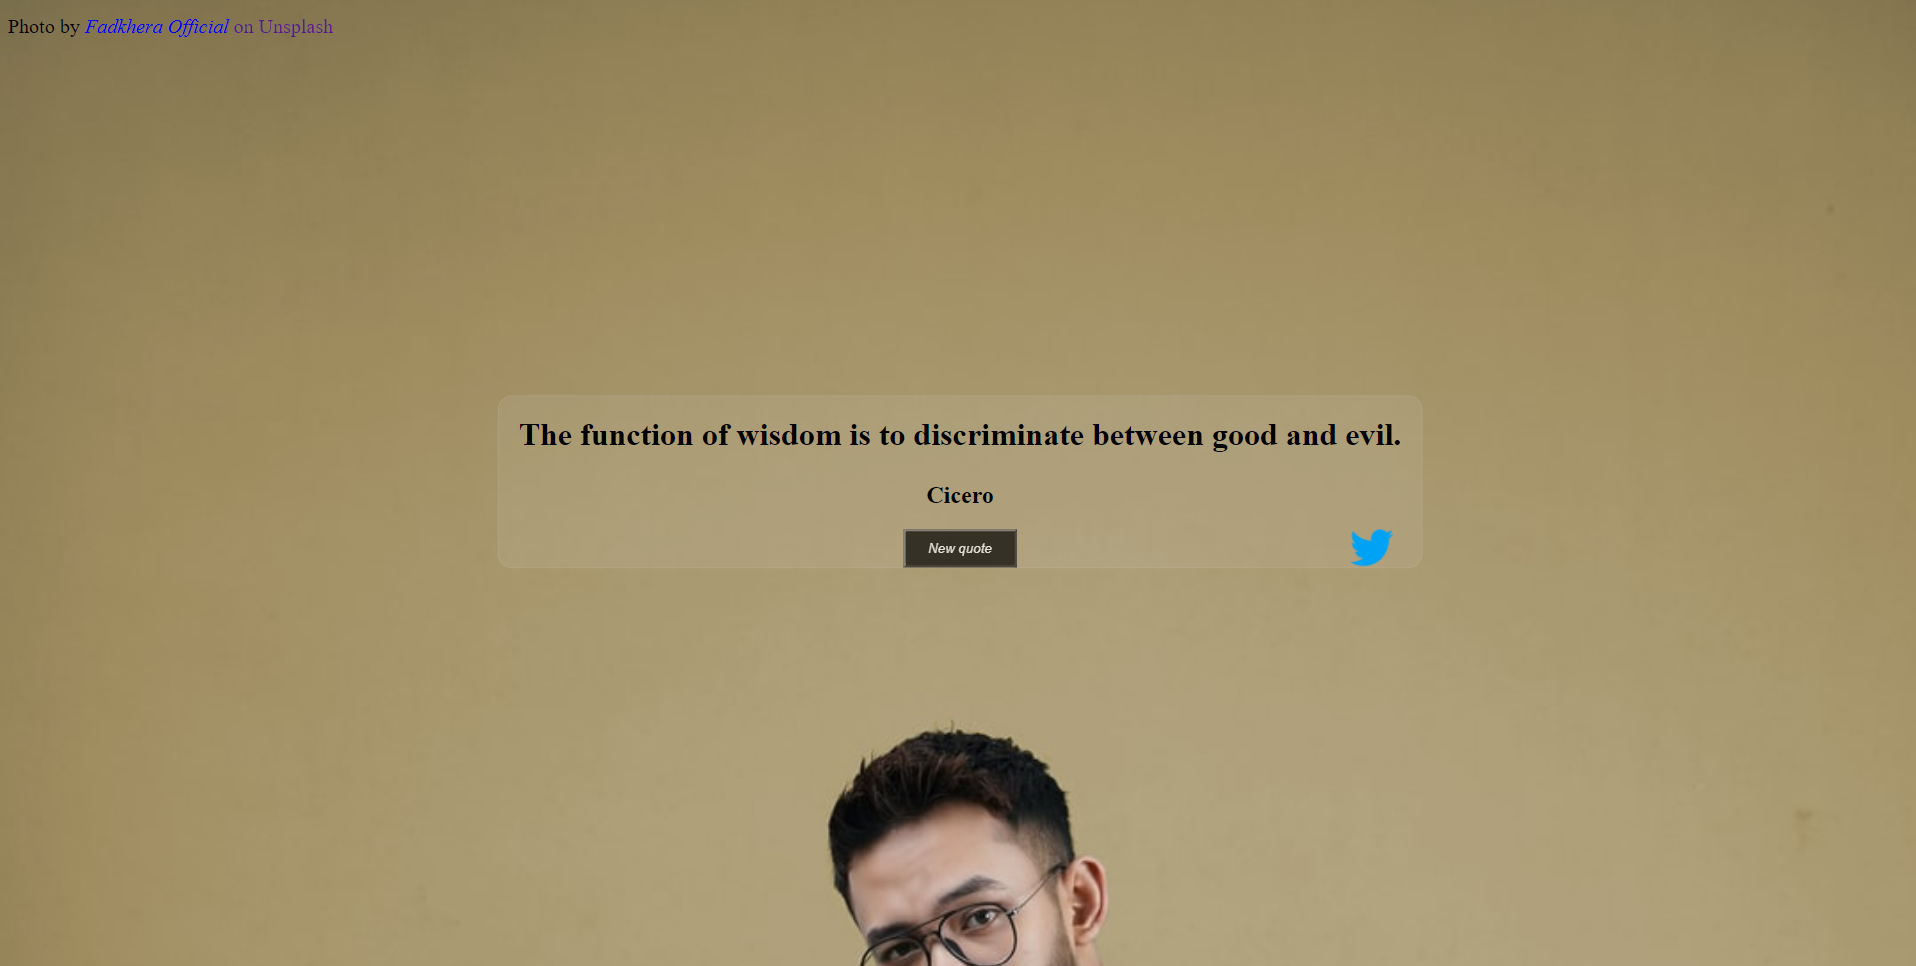 Photo by Fadkhera Official on Unsplash
The function of wisdom is to discriminate between good and evil.
Cicero
New quote